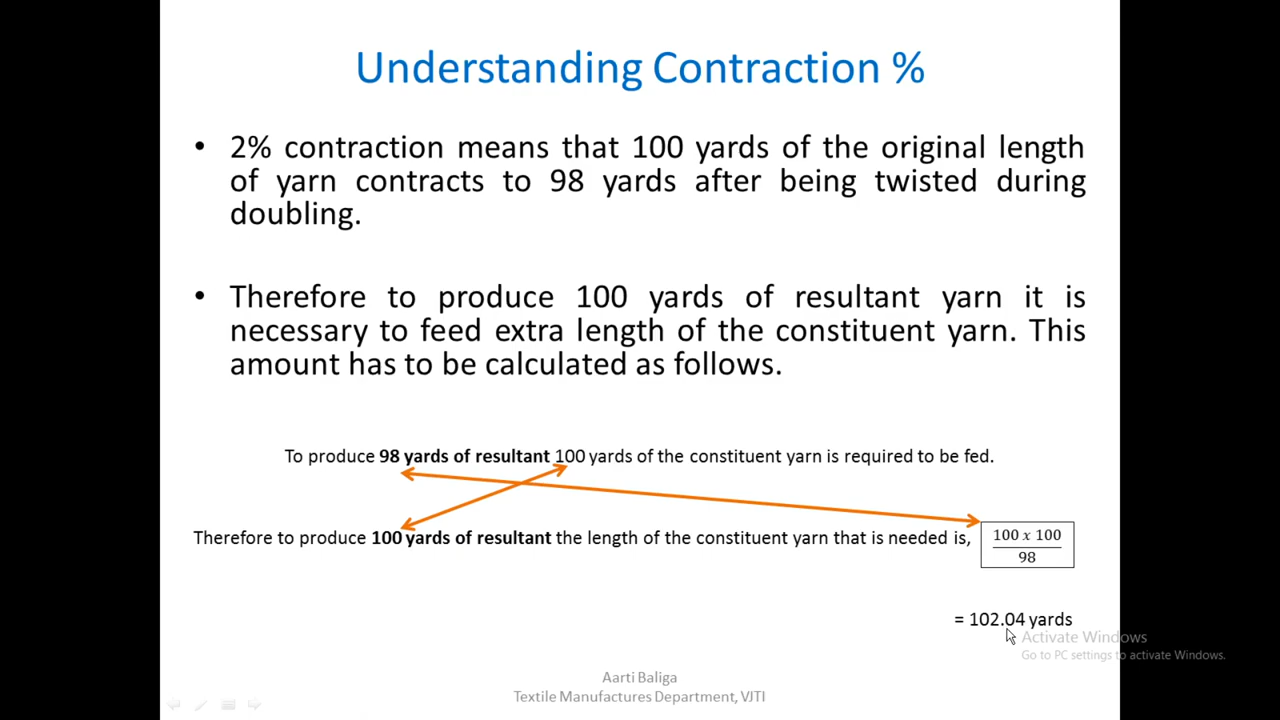 Understanding Contraction %
• 2% contraction means that 100 yards of the original length
of yarn contracts to 98 yards after being twisted during
doubling.
• Therefore to produce 100 yards of resultant yarn it is
necessary to feed extra length of the constituent yarn. This
amount has to be calculated as follows.
To produce 98 yards of resultant 100 yards of the constituent yarn is required to be fed.
Therefore to produce 100 yards of resultant the length of the constituent yarn that is needed is,
100 x 100
98
= 102.04 yards
Activate Windows
Go to PC settings to activate Windows.
Aarti Baliga
Textile Manufactures Department, VJTI